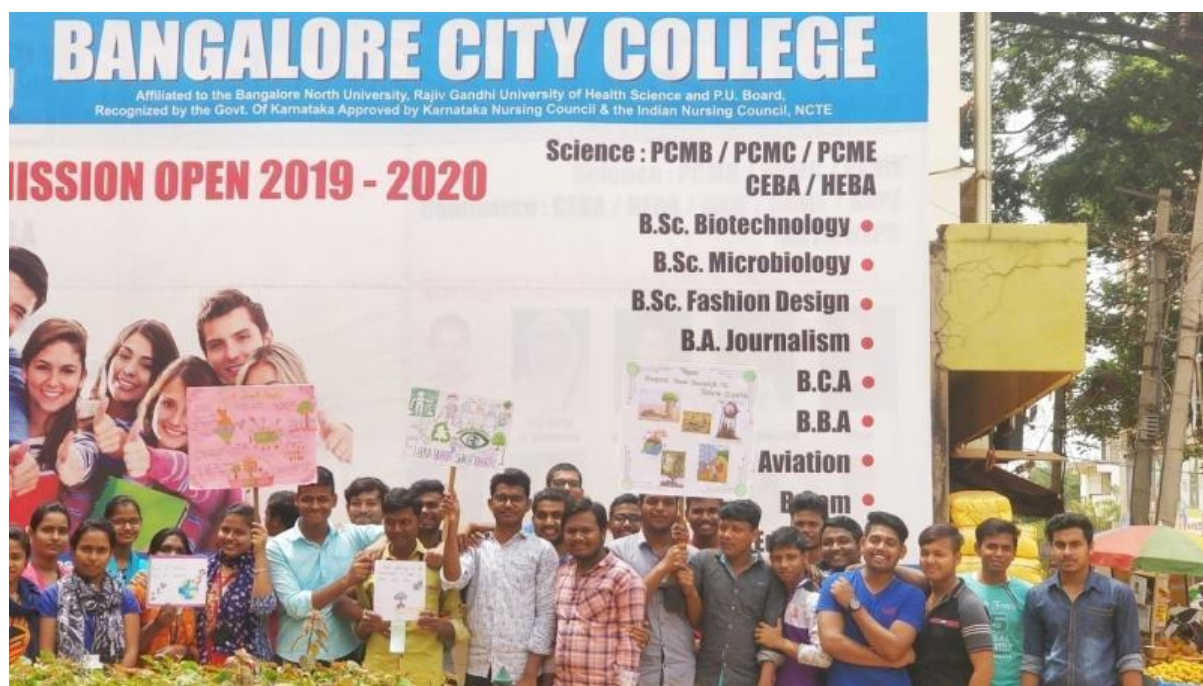 BANGALORE CITY COLLEGE
Affiliated to the Bangalore North University, Rajiv Gandhi University of Health Science and P.U. Board,
Recognized by the Govt. Of Karnataka Approved by Karnataka Nursing Council & the Indian Nursing Council, NCTE
ISSION OPEN 2019 - 2020
Science : PCMB / PCMC / PCME
CEBA / HEBA
B.Sc. Biotechnology
B.Sc. Microbiology
B.Sc. Fashion Design
B.A. Journalism
B.C.A
B.B.A
Aviation